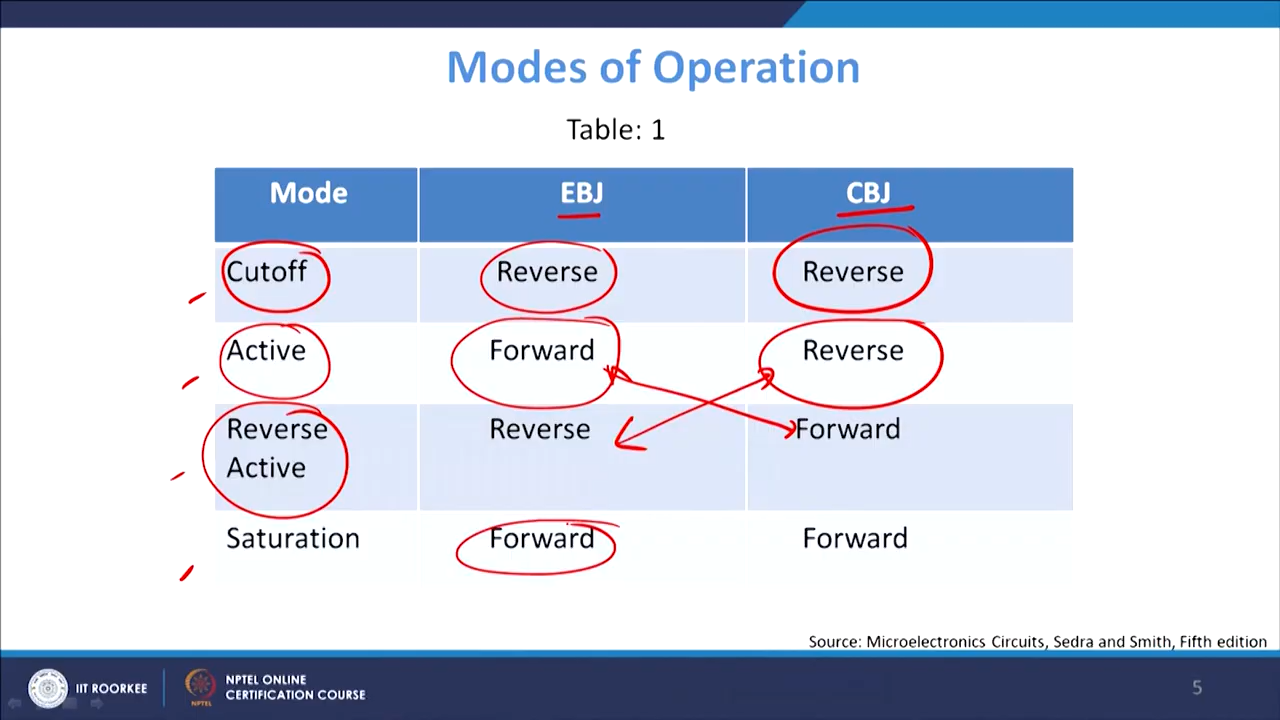 Modes of Operation
Table: 1
Mode EBJ CBJ
Cutoff Reverse Reverse
Active Forward Reverse
Reverse Active Reverse Forward
Saturation Forward Forward
Source: Microelectronics Circuits, Sedra and Smith, Fifth edition
IIT ROORKEE
NPTEL
NPTEL ONLINE
CERTIFICATION COURSE
5